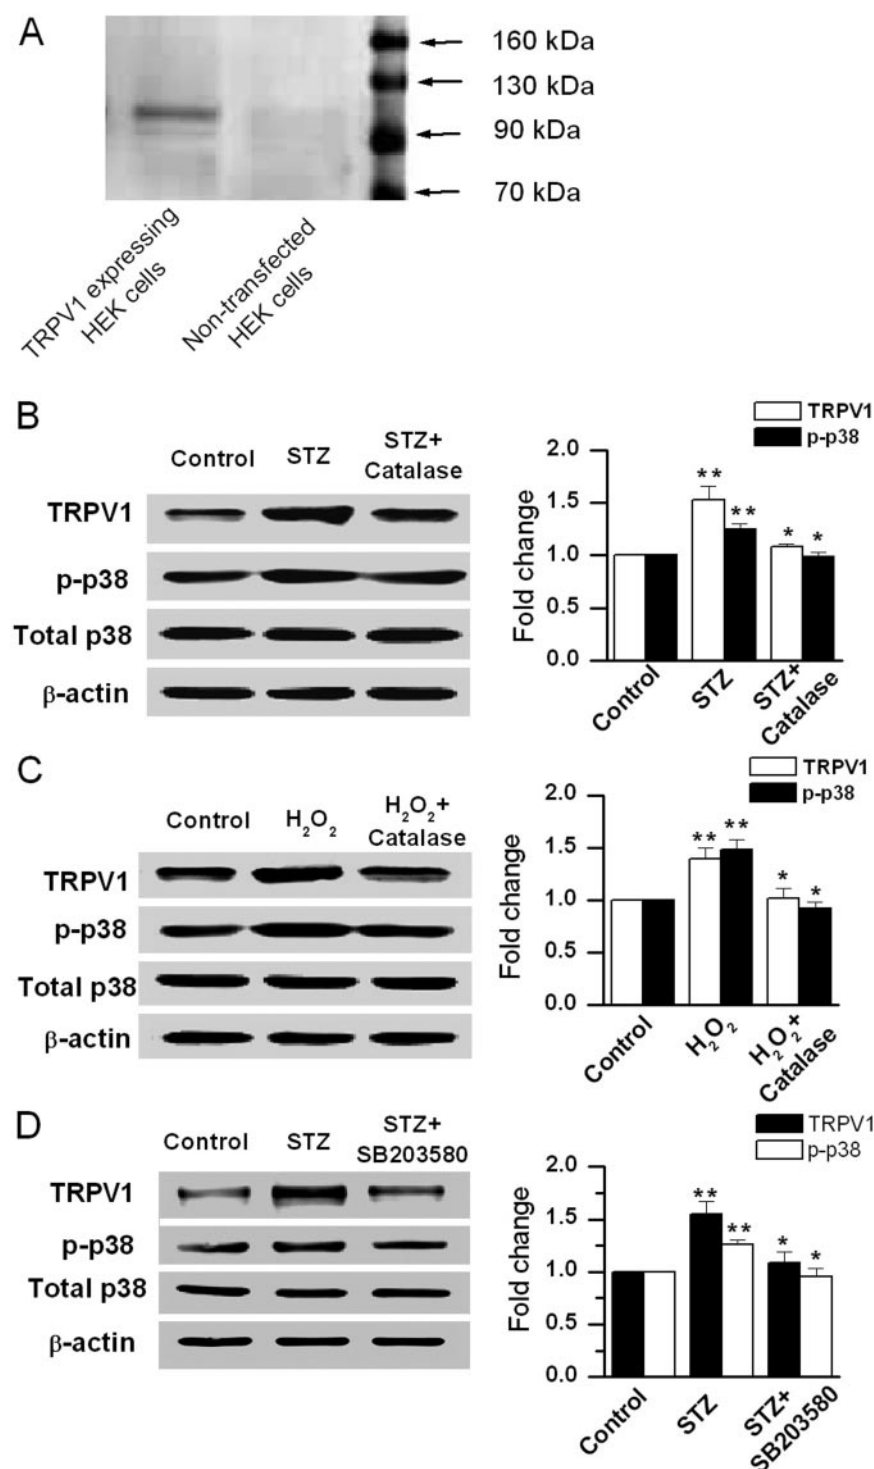 A
160 kDa
130 kDa
90 kDa
70 kDa
TRPV1 expressing
HEK cells
Non-transfected
HEK cells
B
Control
STZ
STZ+
Catalase
TRPV1
p-p38
Total p38
β-actin
TRPV1
p-p38
Fold change
2.0
1.5
1.0
0.5
0.0
**
**
*
*
Control
STZ
STZ+
Catalase
C
Control
H₂O₂
H₂O₂+
Catalase
TRPV1
p-p38
Total p38
β-actin
TRPV1
p-p38
Fold change
2.0
1.5
1.0
0.5
0.0
**
**
*
*
Control
H₂O₂
H₂O₂+
Catalase
D
Control
STZ
STZ+
SB203580
TRPV1
p-p38
Total p38
β-actin
TRPV1
p-p38
Fold change
2.0
1.5
1.0
0.5
0.0
**
**
*
*
Control
STZ
STZ+
SB203580